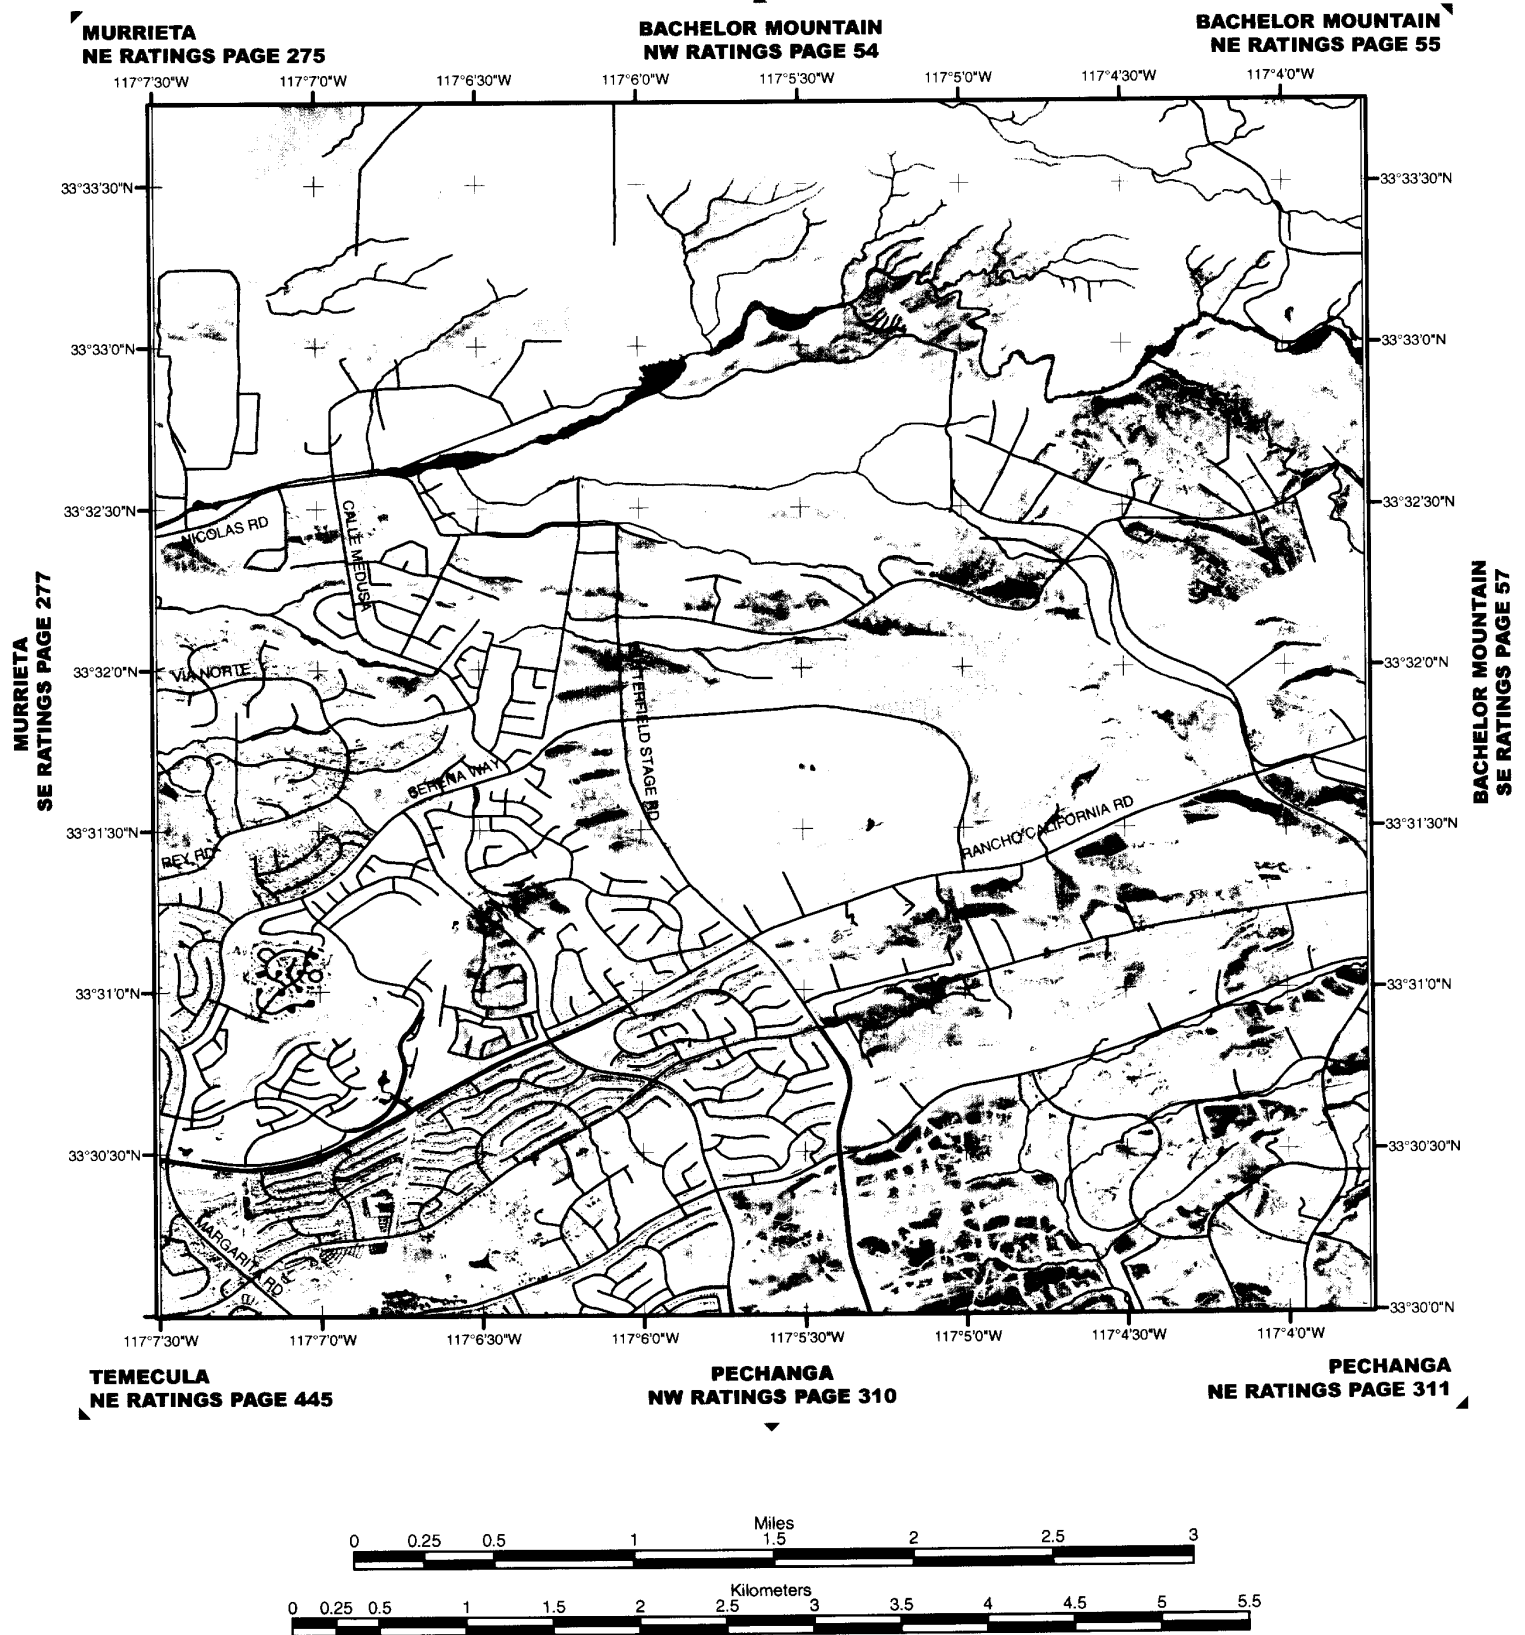 MURRIETA
NE RATINGS PAGE 275
BACHELOR MOUNTAIN
NW RATINGS PAGE 54
BACHELOR MOUNTAIN
NE RATINGS PAGE 55
117°7'30"W 117°7'0"W 117°6'30"W 117°6'0"W 117°5'30"W 117°5'0"W 117°4'30"W 117°4'0"W
33°33'30"N 33°33'30"N
33°33'0"N 33°33'0"N
33°32'30"N 33°32'30"N
NICOLAS RD
CALLE MEDUSA
MURRIETA
SE RATINGS PAGE 277
BACHELOR MOUNTAIN
SE RATINGS PAGE 57
33°32'0"N 33°32'0"N
VIA NORTE
TERFIELD STAGE RD
SERENA WAY
RANCHO CALIFORNIA RD
33°31'30"N 33°31'30"N
REY RD
33°31'0"N 33°31'0"N
33°30'30"N 33°30'30"N
MARGARITA RD
33°30'0"N
117°7'30"W 117°7'0"W 117°6'30"W 117°6'0"W 117°5'30"W 117°5'0"W 117°4'30"W 117°4'0"W
TEMECULA
NE RATINGS PAGE 445
PECHANGA
NW RATINGS PAGE 310
PECHANGA
NE RATINGS PAGE 311
Miles
0 0.25 0.5 1 1.5 2 2.5 3
Kilometers
0 0.25 0.5 1 1.5 2 2.5 3 3.5 4 4.5 5 5.5